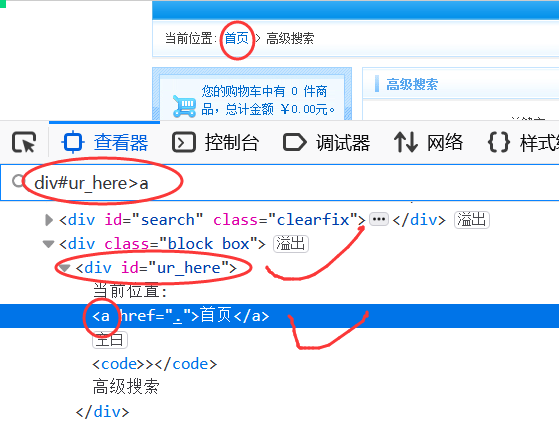 当前位置: 首页 > 高级搜索
您的购物车中有 0 件商
品，总计金额 ￥0.00元。
高级搜索
查看器 控制台 调试器 网络 {} 样式
div#ur_here>a
<div id="search" class="clearfix"> ••• </div> 溢出
<div class="block box"> 溢出
<div id="ur_here">
当前位置:
<a href=".">首页</a>
空白
<code>></code>
高级搜索
</div>